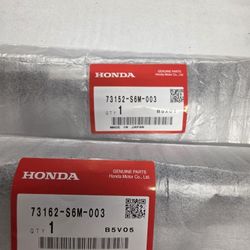 HONDA
GENUINE PARTS
Honda Motor Co., Ltd.
73152-S6M-003
QTY 1 B5X01
MADE IN JAPAN
HONDA
GENUINE PARTS
Honda Motor Co., Ltd.
73162-S6M-003
QTY 1 B5V05